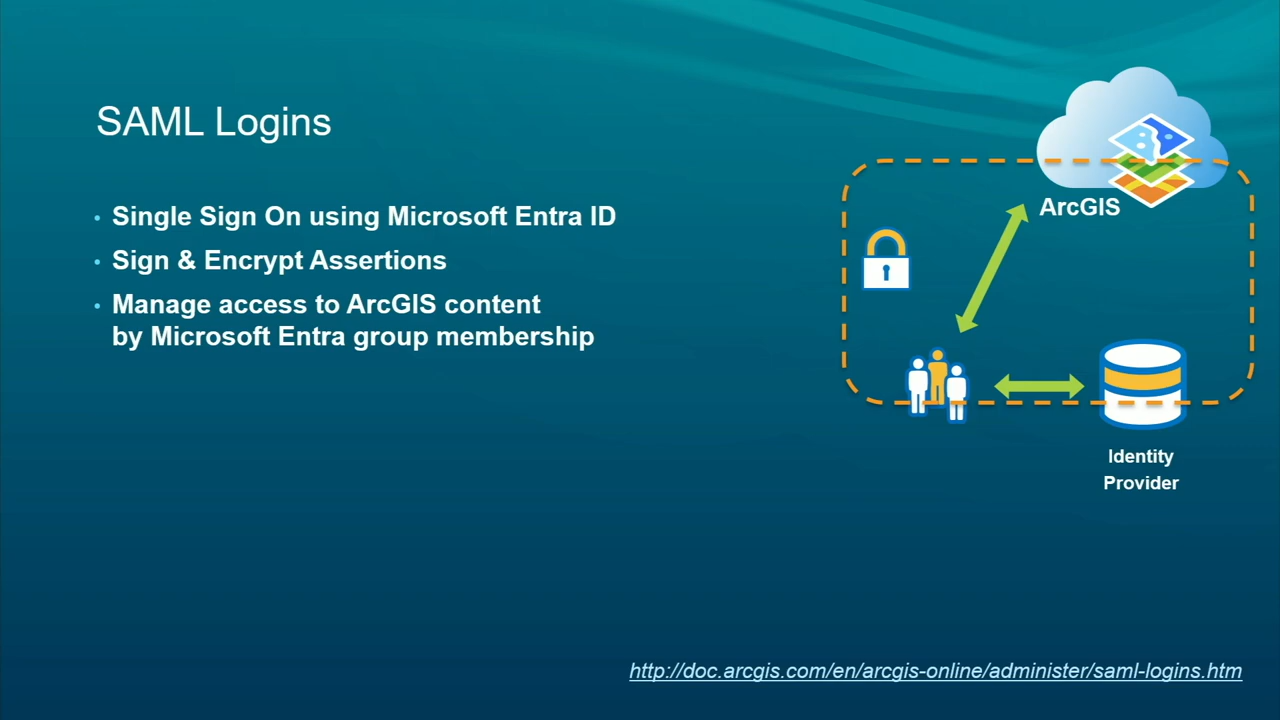 SAML Logins
• Single Sign On using Microsoft Entra ID
• Sign & Encrypt Assertions
• Manage access to ArcGIS content
by Microsoft Entra group membership
ArcGIS
Identity
Provider
http://doc.arcgis.com/en/arcgis-online/administer/saml-logins.htm